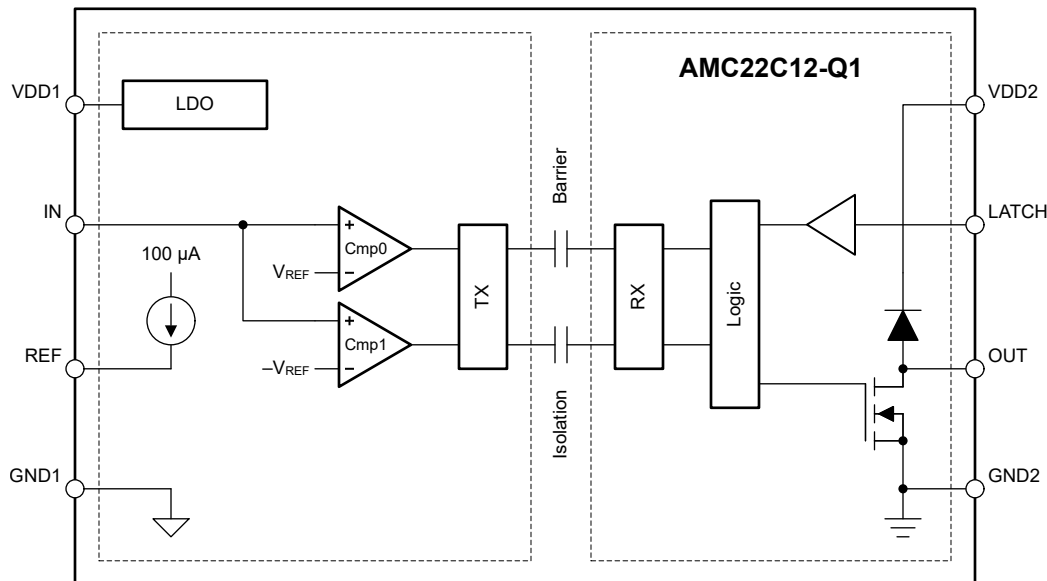 AMC22C12-Q1
VDD1
LDO
VDD2
IN
Barrier
LATCH
+
Cmp0
VREF
−
100 µA
TX
RX
Logic
+
Cmp1
−VREF
−
REF
OUT
Isolation
GND1
GND2